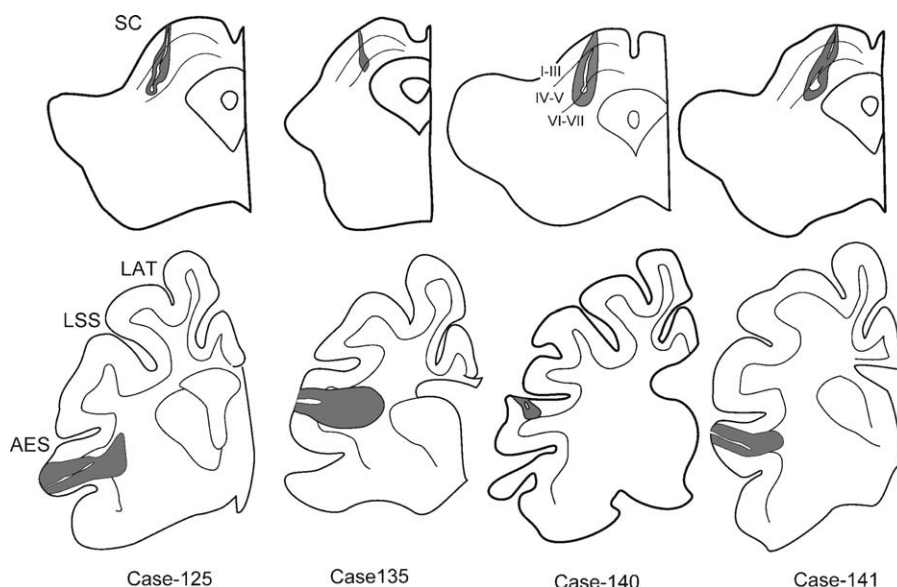 SC
I-III
IV-V
VI-VII
LAT
LSS
AES
Case-125
Case135
Case-140
Case-141